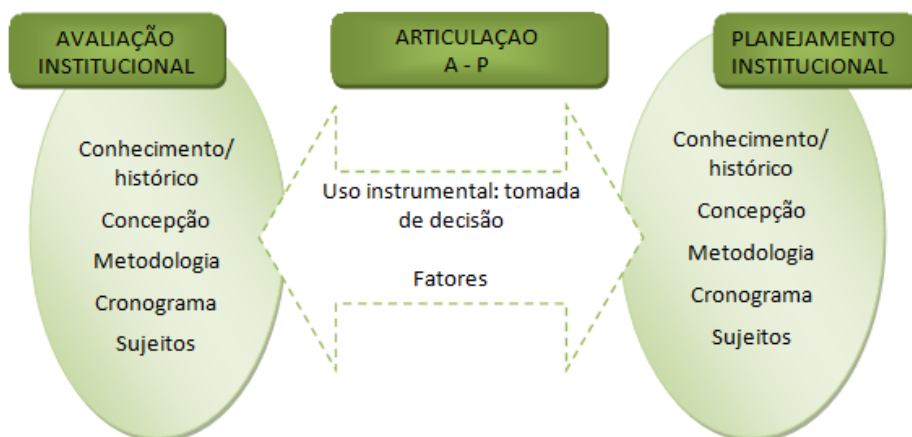 AVALIAÇÃO
INSTITUCIONAL
Conhecimento/
histórico
Concepção
Metodologia
Cronograma
Sujeitos
ARTICULAÇAO
A - P
Uso instrumental: tomada
de decisão
Fatores
PLANEJAMENTO
INSTITUCIONAL
Conhecimento/
histórico
Concepção
Metodologia
Cronograma
Sujeitos